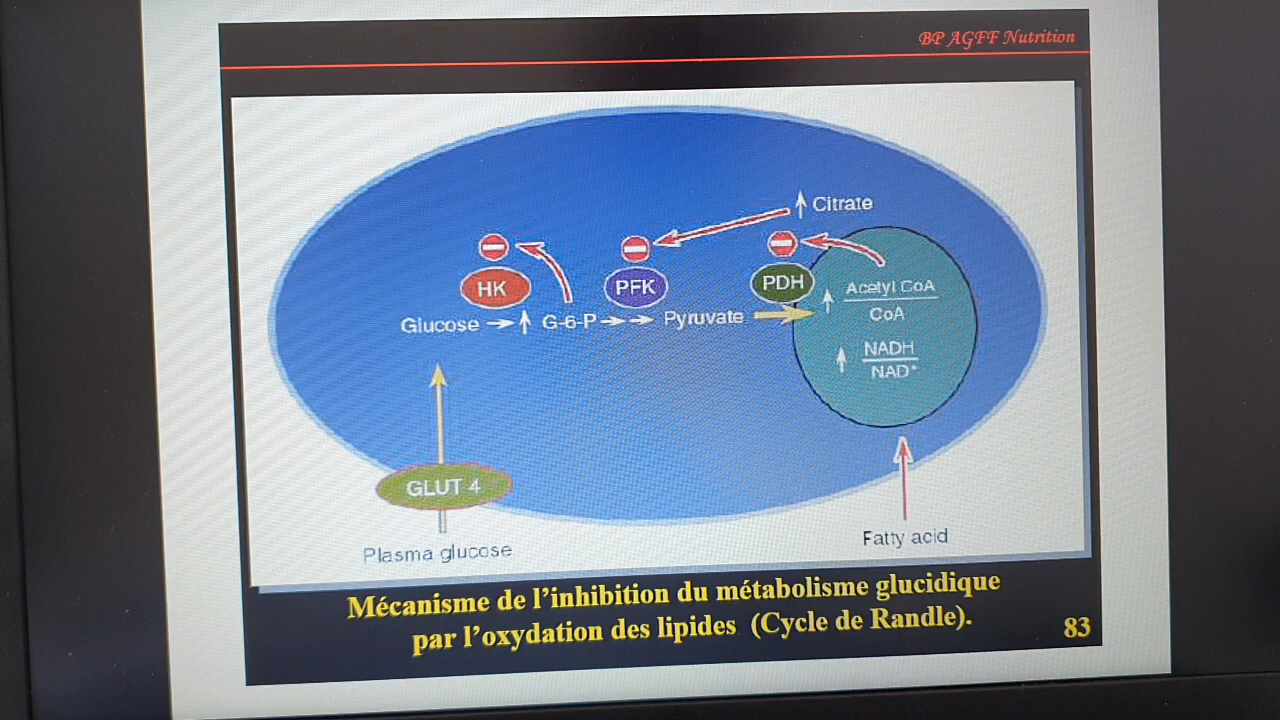 BP AGFF Nutrition
↑ Citrate
HK
PFK
PDH
Glucose → ↑ G-6-P → → Pyruvate
↑ Acetyl CoA
CoA
↑ NADH
NAD⁺
GLUT 4
Plasma glucose
Fatty acid
Mécanisme de l'inhibition du métabolisme glucidique
par l'oxydation des lipides (Cycle de Randle).
83